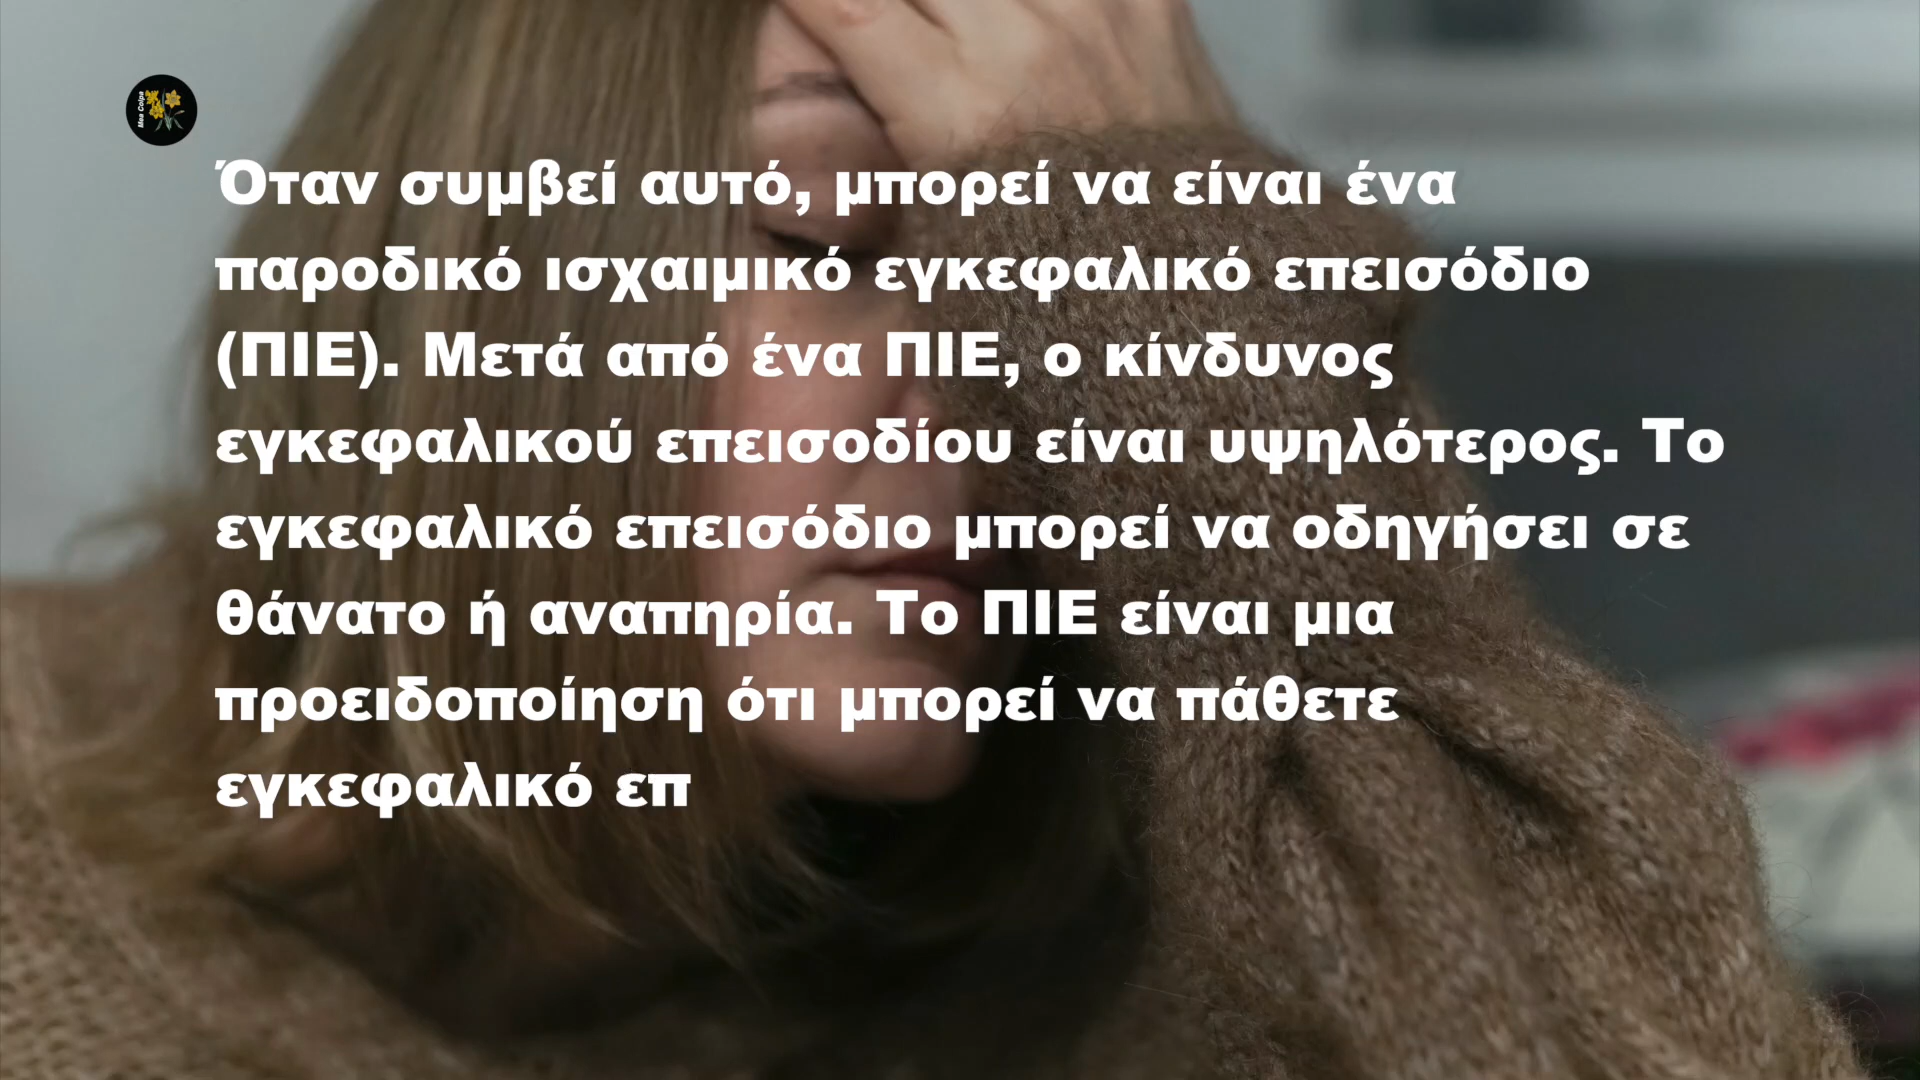 Mea Colpa
Όταν συμβεί αυτό, μπορεί να είναι ένα
παροδικό ισχαιμικό εγκεφαλικό επεισόδιο
(ΠΙΕ). Μετά από ένα ΠΙΕ, ο κίνδυνος
εγκεφαλικού επεισοδίου είναι υψηλότερος. Το
εγκεφαλικό επεισόδιο μπορεί να οδηγήσει σε
θάνατο ή αναπηρία. Το ΠΙΕ είναι μια
προειδοποίηση ότι μπορεί να πάθετε
εγκεφαλικό επ